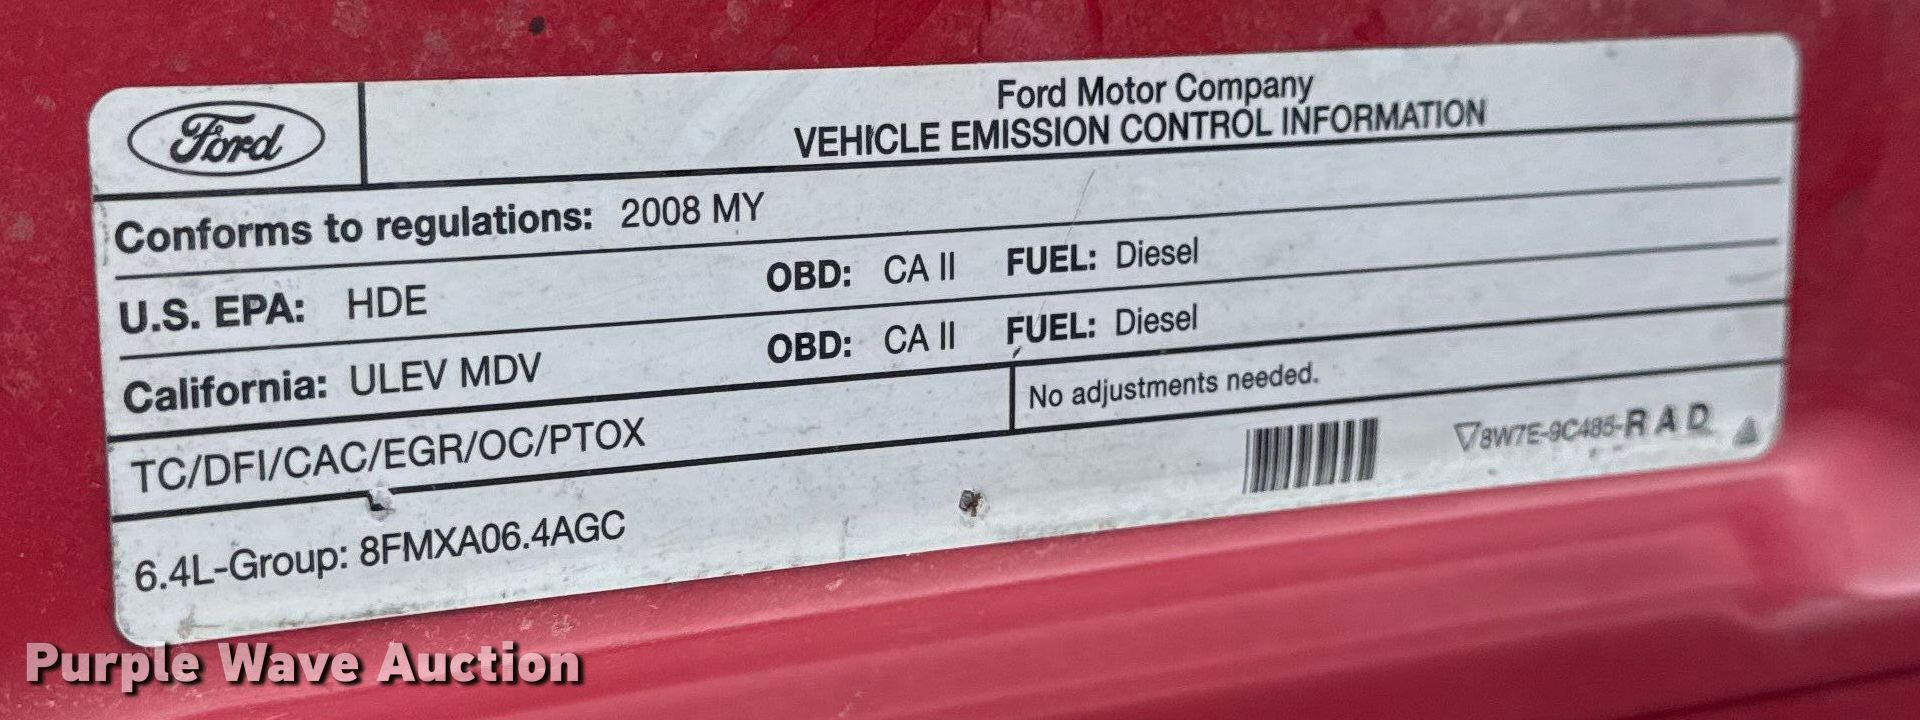 Ford
Ford Motor Company
VEHICLE EMISSION CONTROL INFORMATION
Conforms to regulations: 2008 MY
U.S. EPA: HDE OBD: CA II FUEL: Diesel
California: ULEV MDV OBD: CA II FUEL: Diesel
TC/DFI/CAC/EGR/OC/PTOX No adjustments needed.
6.4L-Group: 8FMXA06.4AGC
8W7E-9C485-R A D
Purple Wave Auction